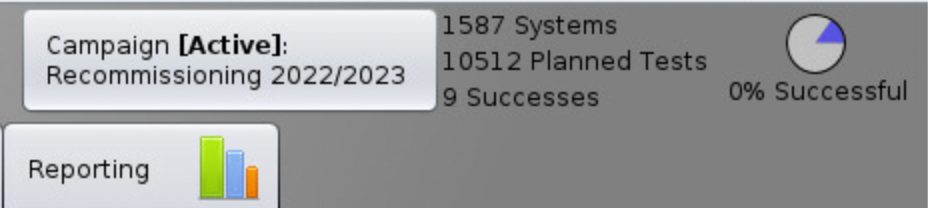 Campaign [Active]:
Recommissioning 2022/2023
1587 Systems
10512 Planned Tests
9 Successes
0% Successful
Reporting